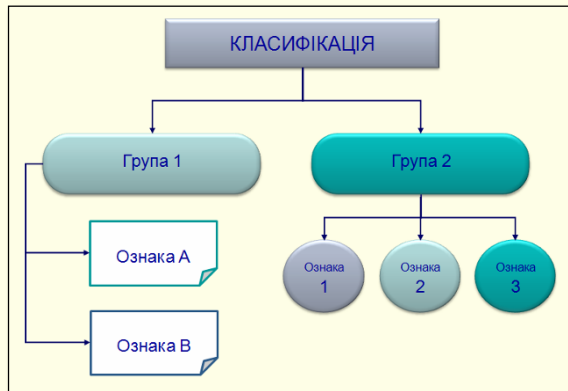 КЛАСИФІКАЦІЯ
Група 1
Група 2
Ознака А
Ознака В
Ознака
1
Ознака
2
Ознака
3